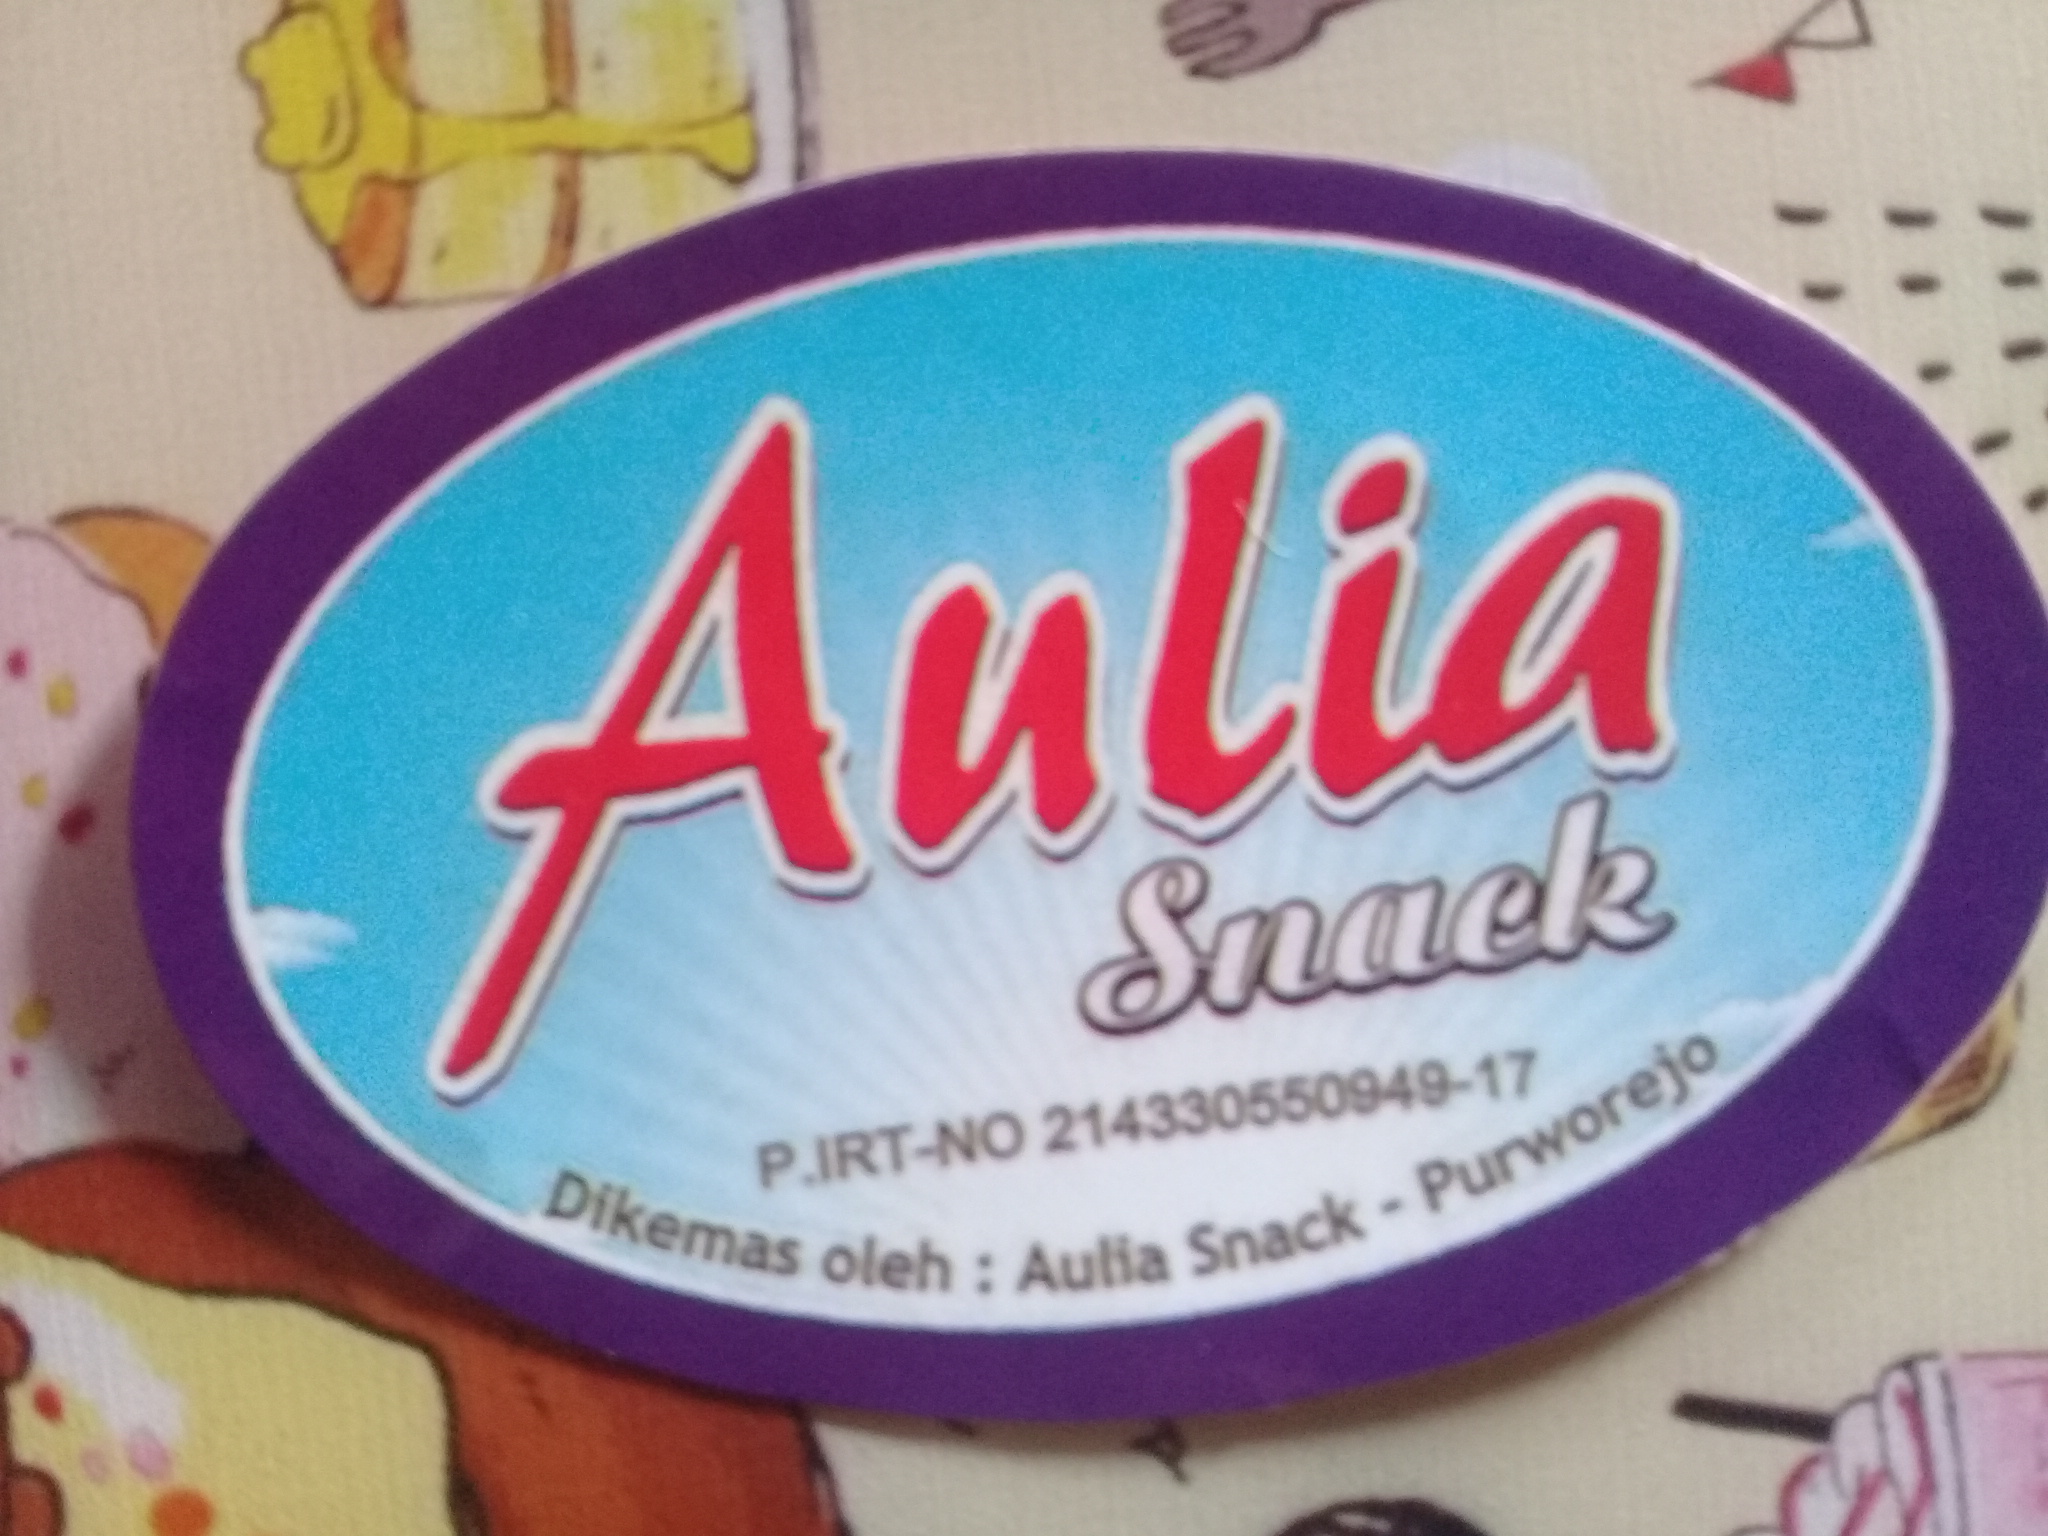 Aulia
Snack
P.IRT-NO 214330550949-17
Dikemas oleh : Aulia Snack - Purworejo